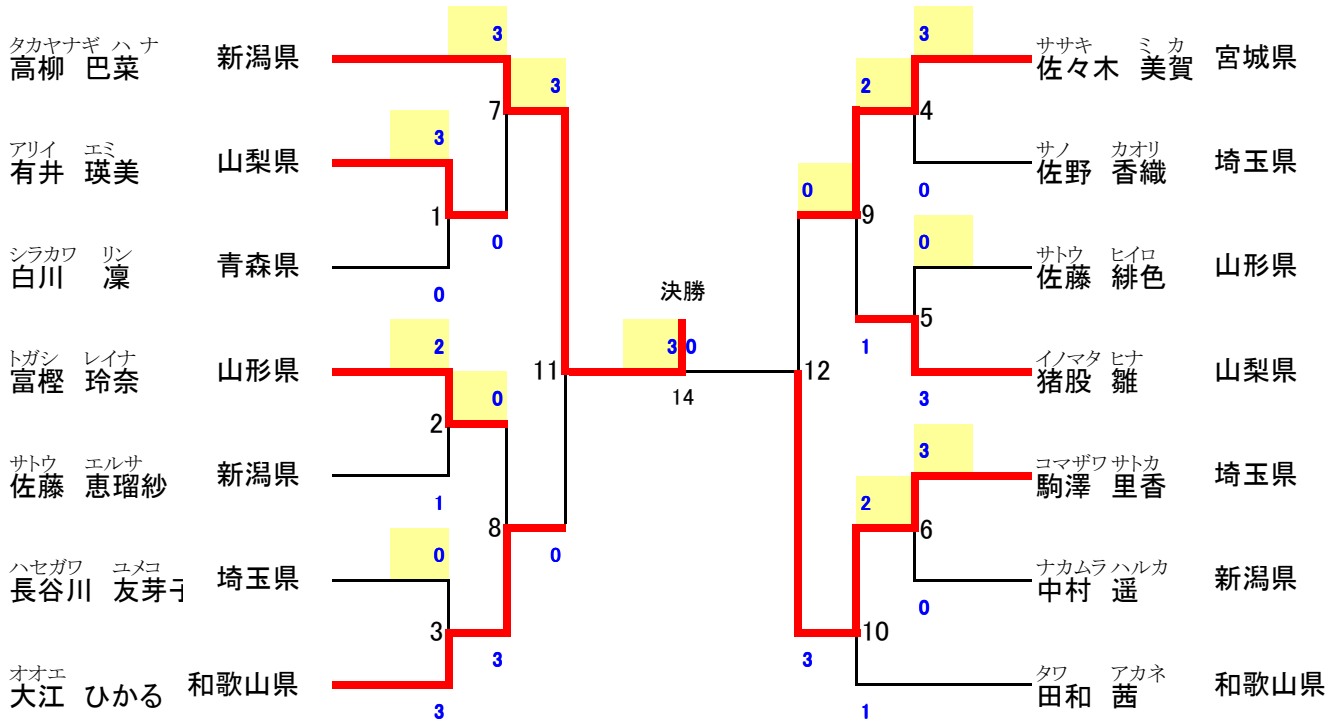 タカヤナギ ハナ
高柳 巴菜 新潟県
3
3
7
アリイ エミ
有井 瑛美 山梨県
3
1
0
シラカワ リン
白川 凜 青森県
0
トガシ レイナ
富樫 玲奈 山形県
2
0
2
サトウ エルサ
佐藤 恵瑠紗 新潟県
1
8
0
ハセガワ ユメコ
長谷川 友芽子 埼玉県
0
3
3
オオエ
大江 ひかる 和歌山県
3
11
決勝
3 0
14
12
ササキ ミカ
佐々木 美賀 宮城県
3
2
4
サノ カオリ
佐野 香織 埼玉県
0
0
9
サトウ ヒイロ
佐藤 緋色 山形県
0
5
1
イノマタ ヒナ
猪股 雛 山梨県
3
コマザワ サトカ
駒澤 里香 埼玉県
3
2
6
ナカムラ ハルカ
中村 遥 新潟県
0
10
3
タワ アカネ
田和 茜 和歌山県
1